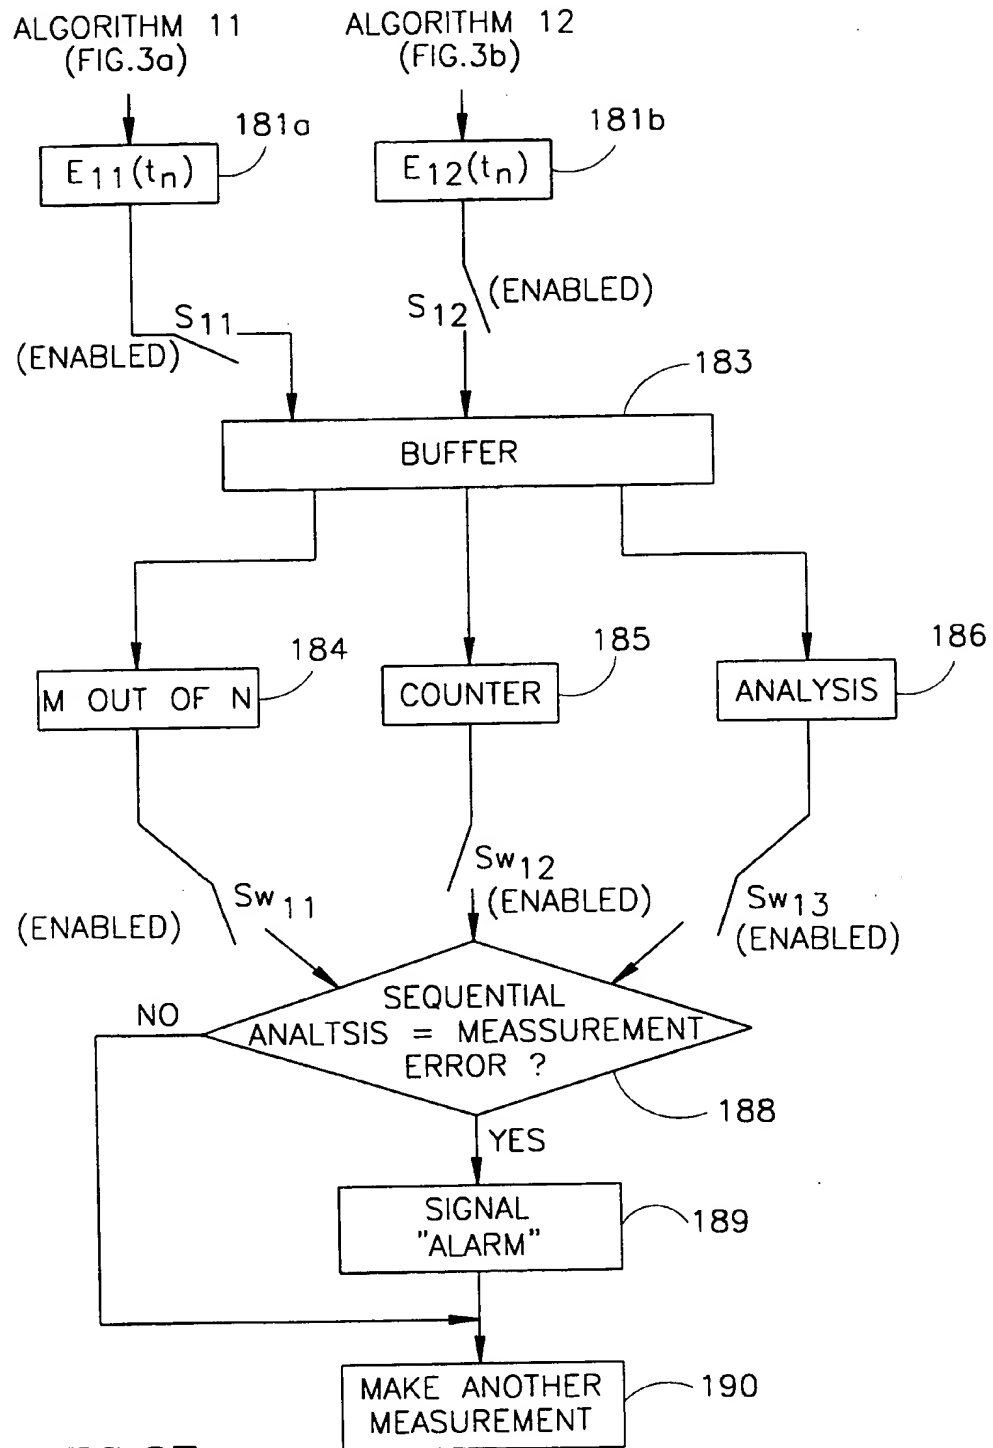 ALGORITHM 11
(FIG.3a)
ALGORITHM 12
(FIG.3b)
181a
E11(tn)
181b
E12(tn)
S11
(ENABLED)
S12
(ENABLED)
183
BUFFER
184
M OUT OF N
185
COUNTER
186
ANALYSIS
Sw11
(ENABLED)
Sw12
(ENABLED)
Sw13
(ENABLED)
NO
SEQUENTIAL
ANALTSIS = MEASSUREMENT
ERROR ?
188
YES
SIGNAL
"ALARM"
189
MAKE ANOTHER
MEASUREMENT
190